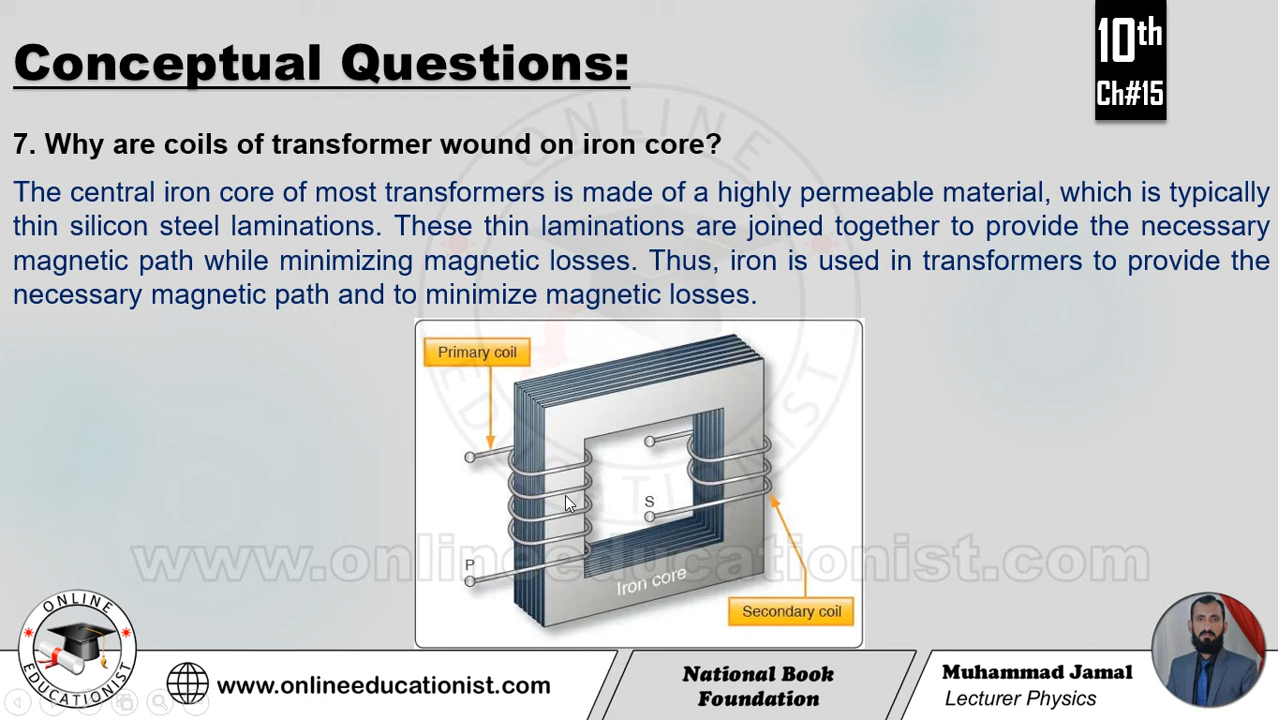 Conceptual Questions:
10th
Ch#15
7. Why are coils of transformer wound on iron core?
The central iron core of most transformers is made of a highly permeable material, which is typically
thin silicon steel laminations. These thin laminations are joined together to provide the necessary
magnetic path while minimizing magnetic losses. Thus, iron is used in transformers to provide the
necessary magnetic path and to minimize magnetic losses.
Primary coil
S
P
Iron core
Secondary coil
www.onlineeducationist.com
ONLINE
EDUCATIONIST
ONLINE
EDUCATIONIST
www.onlineeducationist.com
National Book
Foundation
Muhammad Jamal
Lecturer Physics